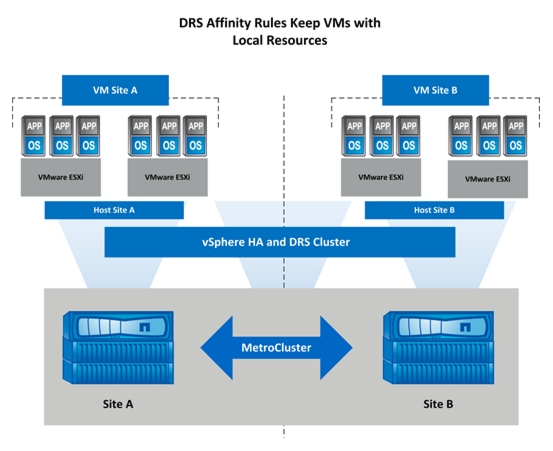 DRS Affinity Rules Keep VMs with
Local Resources
VM Site A
VM Site B
APP APP APP APP APP APP APP APP APP APP APP APP
OS OS OS OS OS OS OS OS OS OS OS OS
VMware ESXi VMware ESXi VMware ESXi VMware ESXi
Host Site A
Host Site B
vSphere HA and DRS Cluster
MetroCluster
Site A
Site B